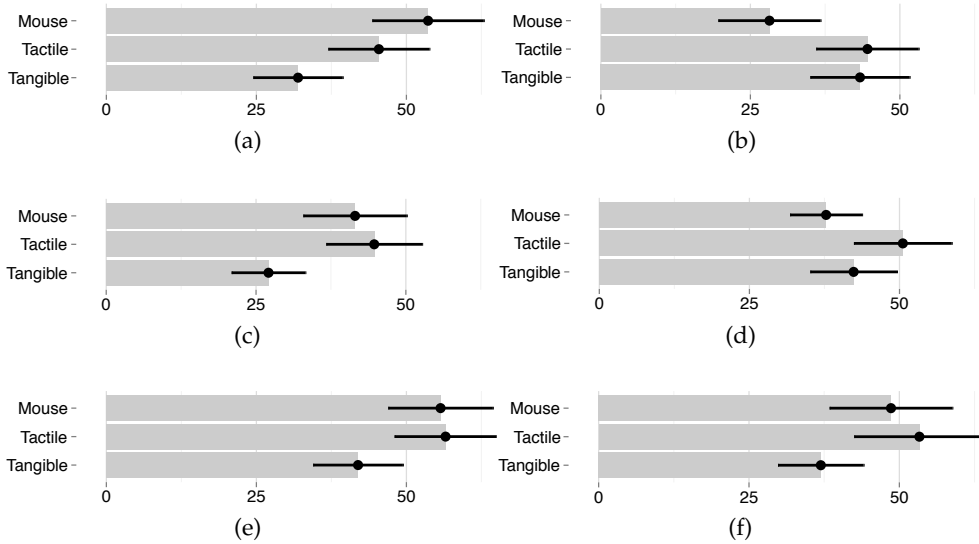 Mouse
Tactile
Tangible
0 25 50
(a)
Mouse
Tactile
Tangible
0 25 50
(b)
Mouse
Tactile
Tangible
0 25 50
(c)
Mouse
Tactile
Tangible
0 25 50
(d)
Mouse
Tactile
Tangible
0 25 50
(e)
Mouse
Tactile
Tangible
0 25 50
(f)